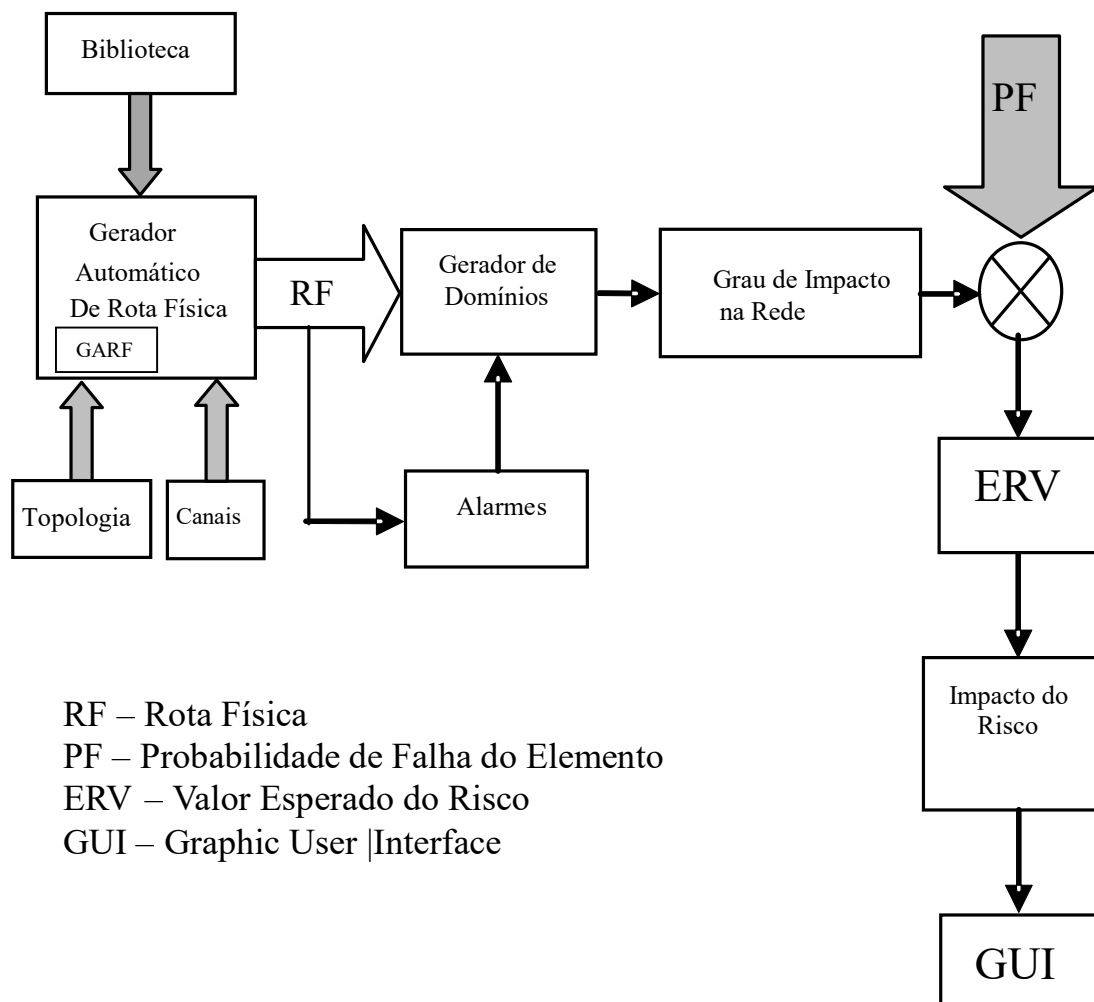 Biblioteca
PF
Gerador
Automático
De Rota Física
GARF
RF
Gerador de
Domínios
Grau de Impacto
na Rede
Topologia
Canais
Alarmes
ERV
Impacto do
Risco
RF – Rota Física
PF – Probabilidade de Falha do Elemento
ERV – Valor Esperado do Risco
GUI – Graphic User |Interface
GUI